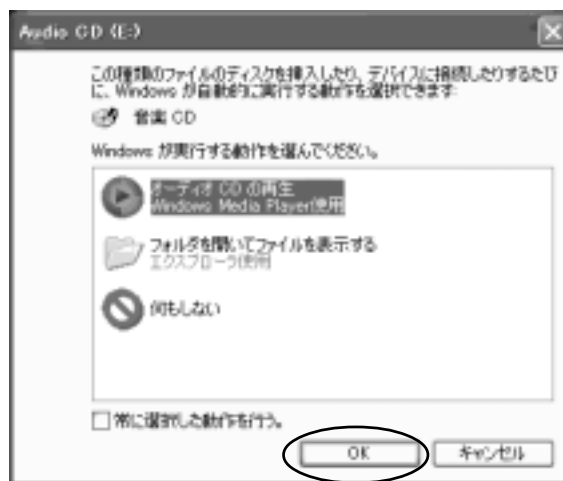 Audio CD (E:)
この種類のファイルのディスクを挿入したり、デバイスに接続したりするたび
に、Windows が自動的に実行する動作を選択できます:
音楽 CD
Windows が実行する動作を選んでください。
オーディオ CD の再生
Windows Media Player使用
フォルダを開いてファイルを表示する
エクスプローラ使用
何もしない
常に選択した動作を行う。
OK
キャンセル